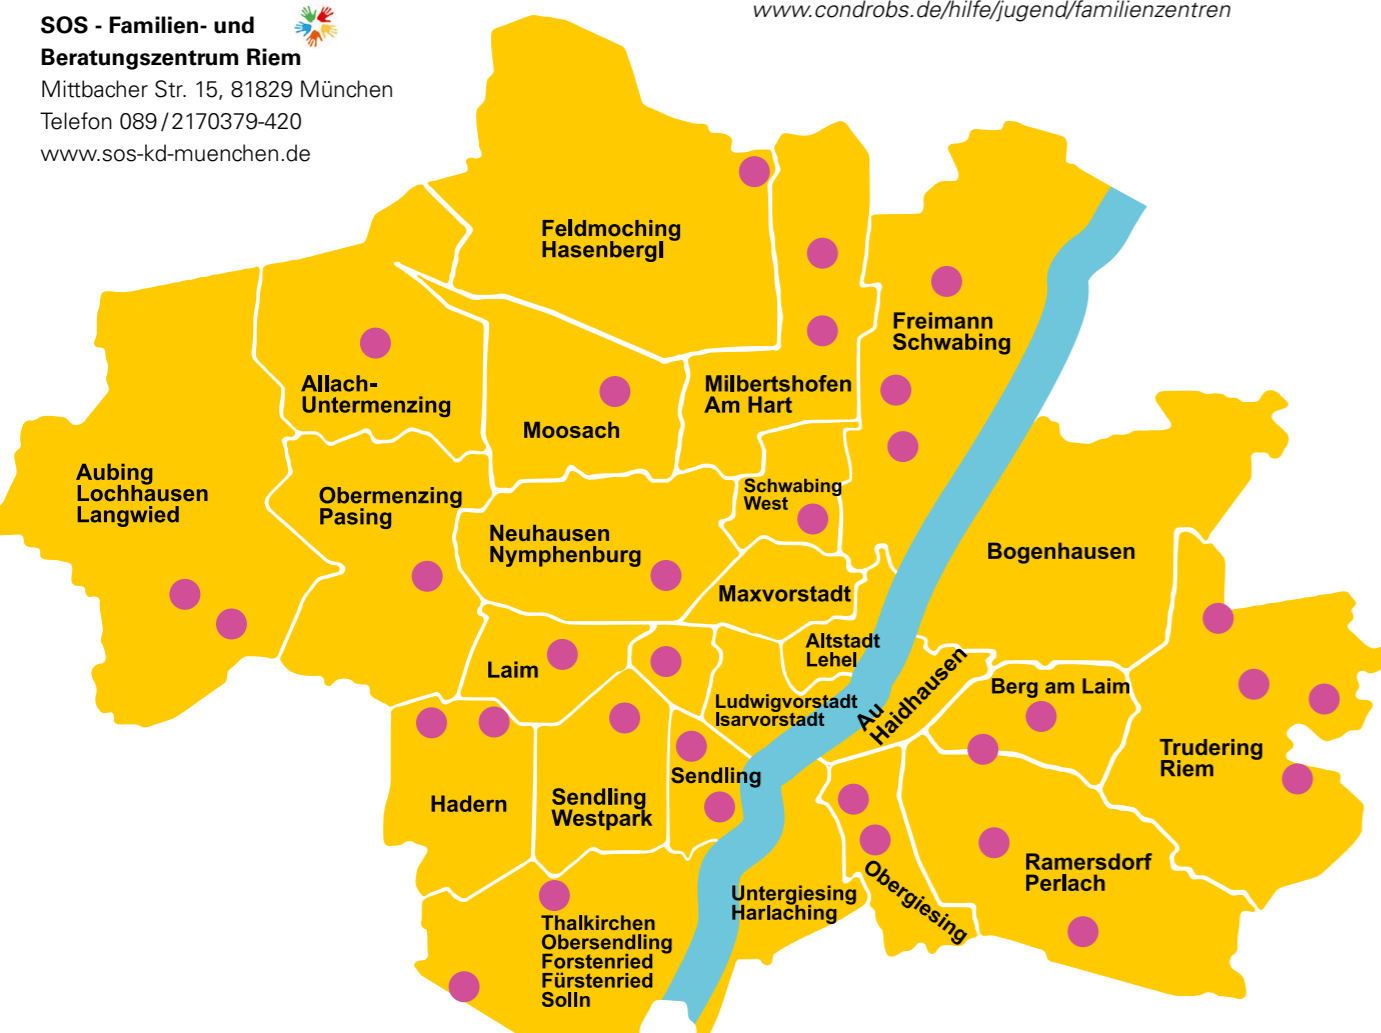 SOS - Familien- und
Beratungszentrum Riem
Mittbacher Str. 15, 81829 München
Telefon 089/2170379-420
www.sos-kd-muenchen.de
www.condrobs.de/hilfe/jugend/familienzentren
Feldmoching
Hasenbergl
Freimann
Schwabing
Allach-
Untermenzing
Milbertshofen
Am Hart
Moosach
Aubing
Lochhausen
Langwied
Obermenzing
Pasing
Schwabing
West
Neuhausen
Nymphenburg
Bogenhausen
Maxvorstadt
Altstadt
Lehel
Laim
Ludwigvorstadt
Isarvorstadt
Au
Haidhausen
Berg am Laim
Trudering
Riem
Sendling
Hadern
Sendling
Westpark
Ramersdorf
Perlach
Obergiesing
Untergiesing
Harlaching
Thalkirchen
Obersendling
Forstenried
Fürstenried
Solln